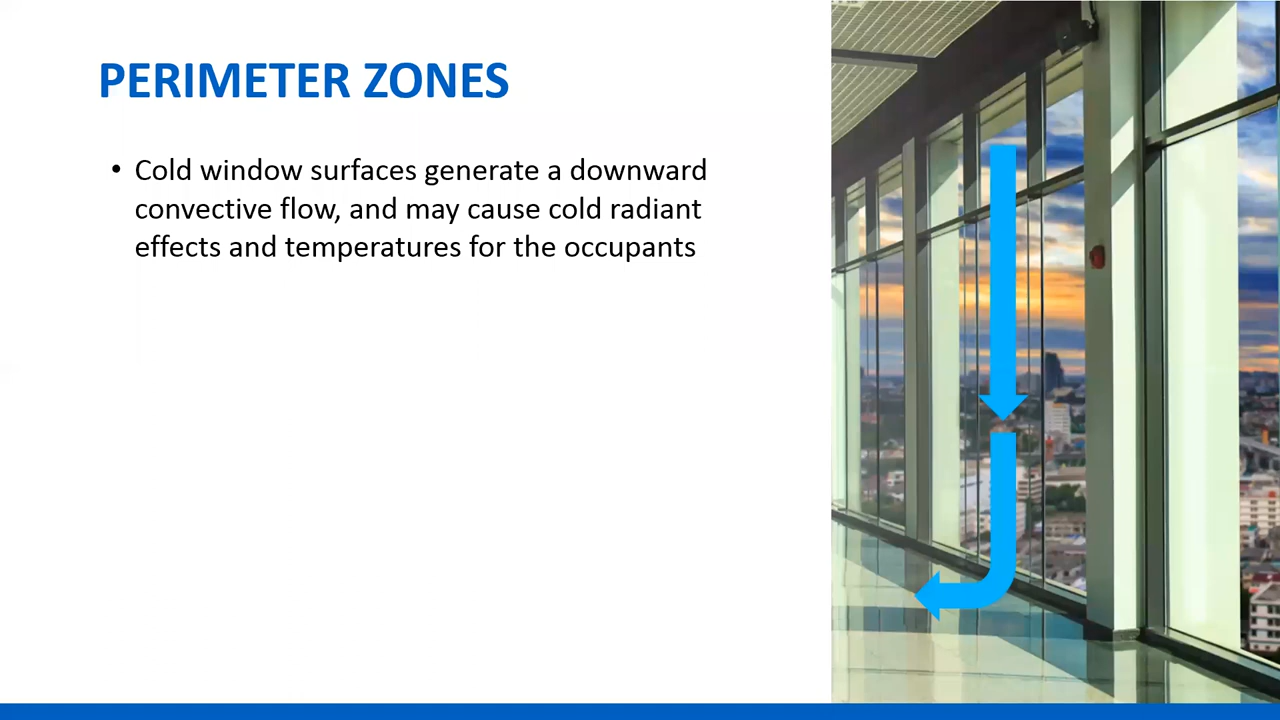 PERIMETER ZONES
• Cold window surfaces generate a downward
convective flow, and may cause cold radiant
effects and temperatures for the occupants